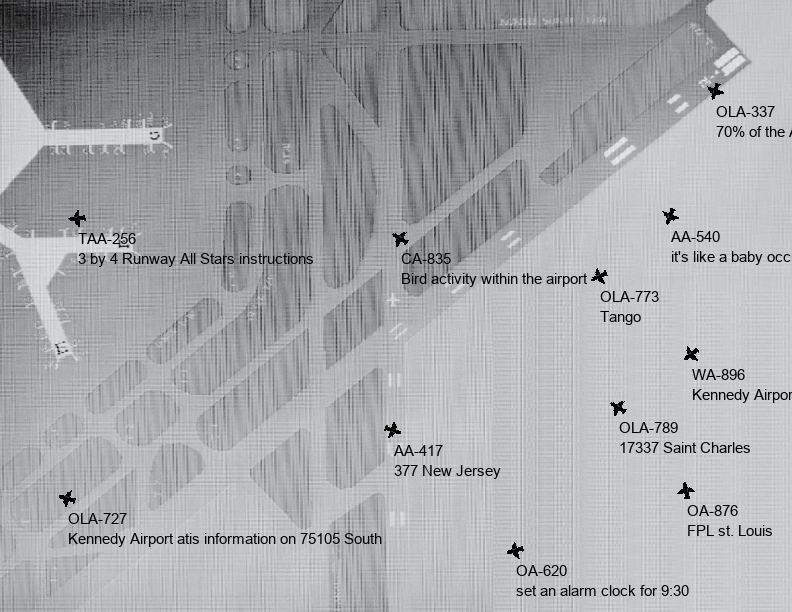 OLA-337
70% of the
TAA-256
3 by 4 Runway All Stars instructions
CA-835
Bird activity within the airport
AA-540
it's like a baby occ
OLA-773
Tango
WA-896
Kennedy Airpor
OLA-789
17337 Saint Charles
AA-417
377 New Jersey
OA-876
FPL st. Louis
OLA-727
Kennedy Airport atis information on 75105 South
OA-620
set an alarm clock for 9:30